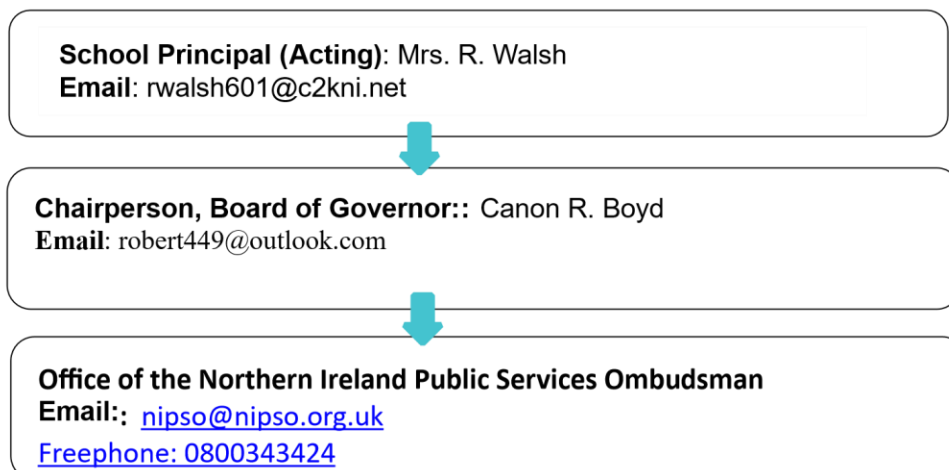 School Principal (Acting): Mrs. R. Walsh
Email: rwalsh601@c2kni.net
Chairperson, Board of Governor:: Canon R. Boyd
Email: robert449@outlook.com
Office of the Northern Ireland Public Services Ombudsman
Email:: nipso@nipso.org.uk
Freephone: 0800343424